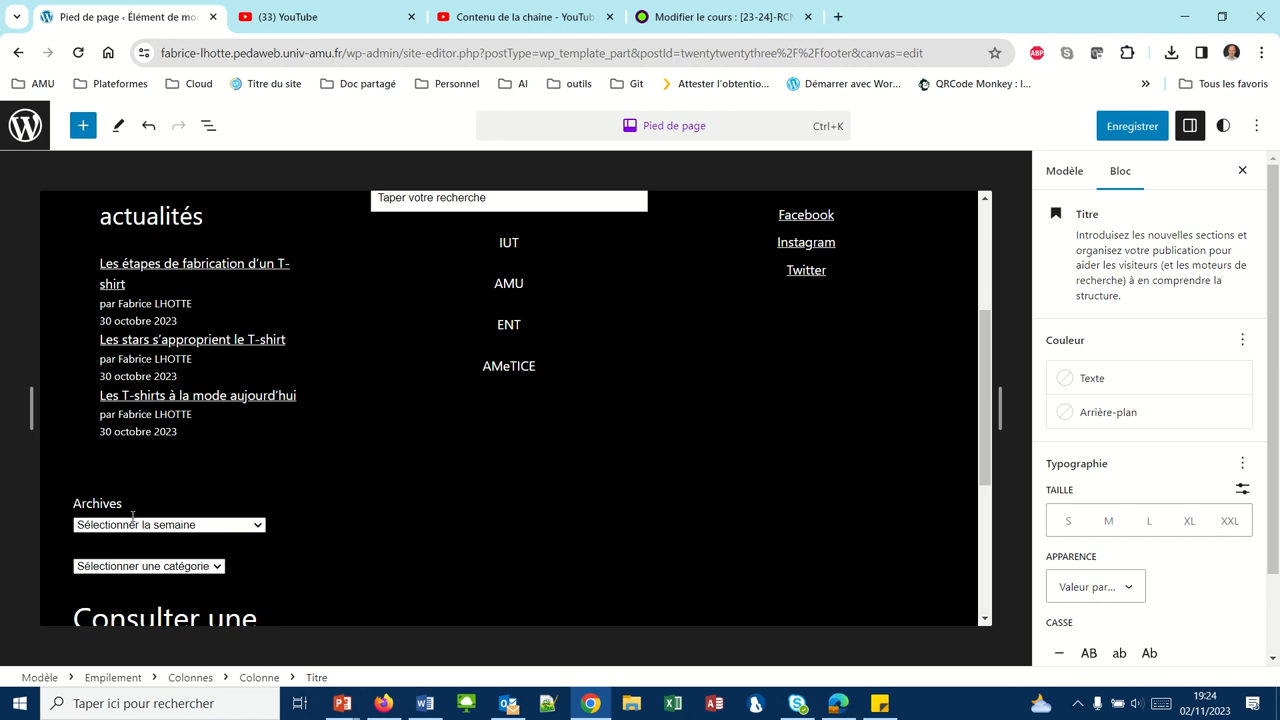 Pied de page ‹ Élément de mo
(33) YouTube
Contenu de la chaîne - YouTub
Modifier le cours : [23-24]-RCM
fabrice-lhotte.pedaweb.univ-amu.fr/wp-admin/site-editor.php?postType=wp_template_part&postId=twentytwentythree%2F%2Ffooter&canvas=edit
ABP
AMU
Plateformes
Cloud
Titre du site
Doc partagé
Personnel
AI
outils
Git
Attester l'obtentio...
Démarrer avec Wor...
QRCode Monkey : l...
»
Tous les favoris
Pied de page
Ctrl+K
Enregistrer
Modèle
Bloc
actualités
Les étapes de fabrication d'un T-
shirt
par Fabrice LHOTTE
30 octobre 2023
Les stars s'approprient le T-shirt
par Fabrice LHOTTE
30 octobre 2023
Les T-shirts à la mode aujourd'hui
par Fabrice LHOTTE
30 octobre 2023
Archives
Sélectionner la semaine
Sélectionner une catégorie
Consulter une
Taper votre recherche
IUT
AMU
ENT
AMeTICE
Facebook
Instagram
Twitter
Titre
Introduisez les nouvelles sections et
organisez votre publication pour
aider les visiteurs (et les moteurs de
recherche) à en comprendre la
structure.
Couleur
Texte
Arrière-plan
Typographie
TAILLE
S M L XL XXL
APPARENCE
Valeur par...
CASSE
— AB ab Ab
Modèle > Empilement > Colonnes > Colonne > Titre
Taper ici pour rechercher
19:24
02/11/2023